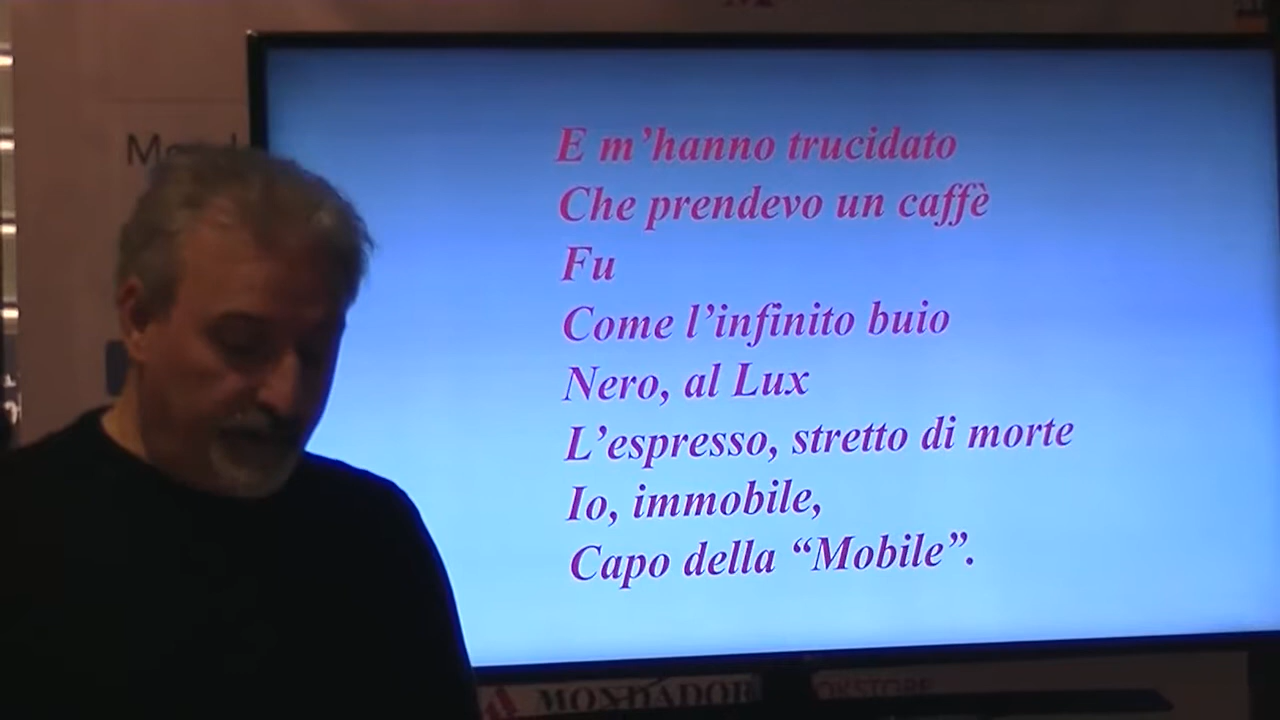 E m’hanno trucidato
Che prendevo un caffè
Fu
Come l’infinito buio
Nero, al Lux
L’espresso, stretto di morte
Io, immobile,
Capo della “Mobile”.